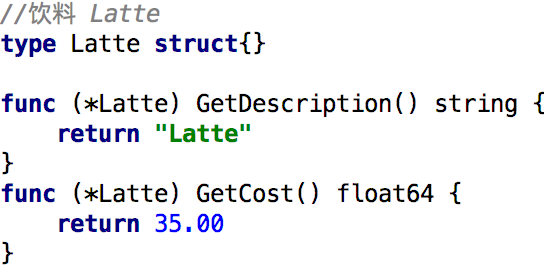 //饮料 Latte
type Latte struct{}
func (*Latte) GetDescription() string {
    return "Latte"
}
func (*Latte) GetCost() float64 {
    return 35.00
}